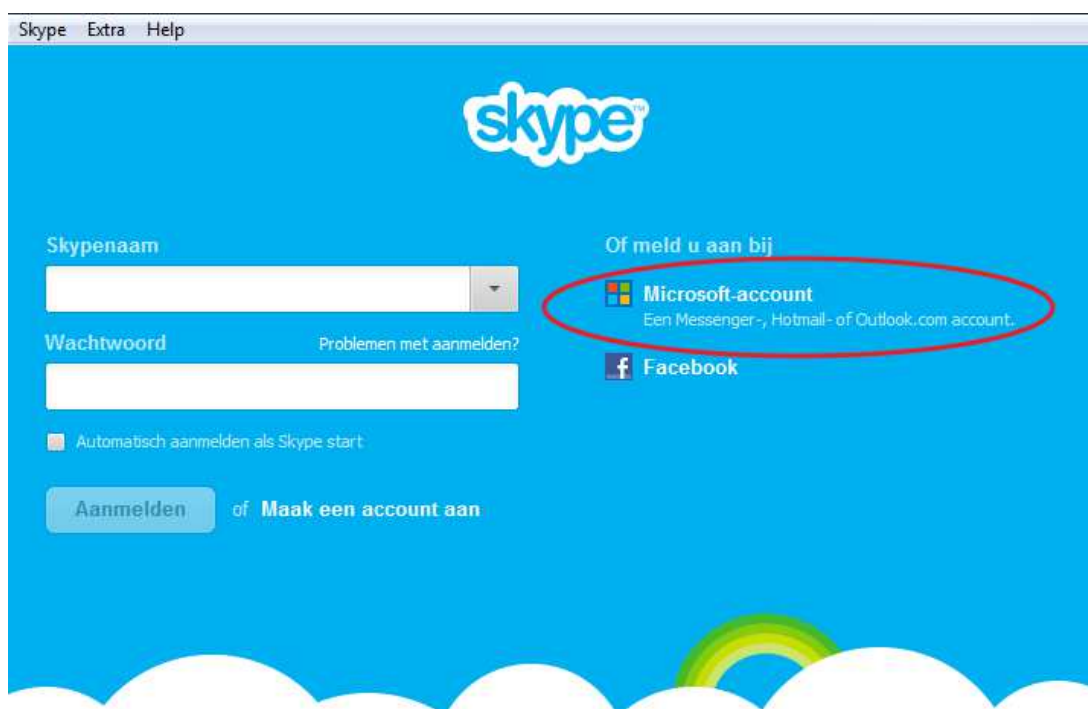 Skype Extra Help
skype™
Skypenaam
Wachtwoord Problemen met aanmelden?
Automatisch aanmelden als Skype start
Aanmelden of Maak een account aan
Of meld u aan bij
Microsoft-account
Een Messenger-, Hotmail- of Outlook.com account.
Facebook